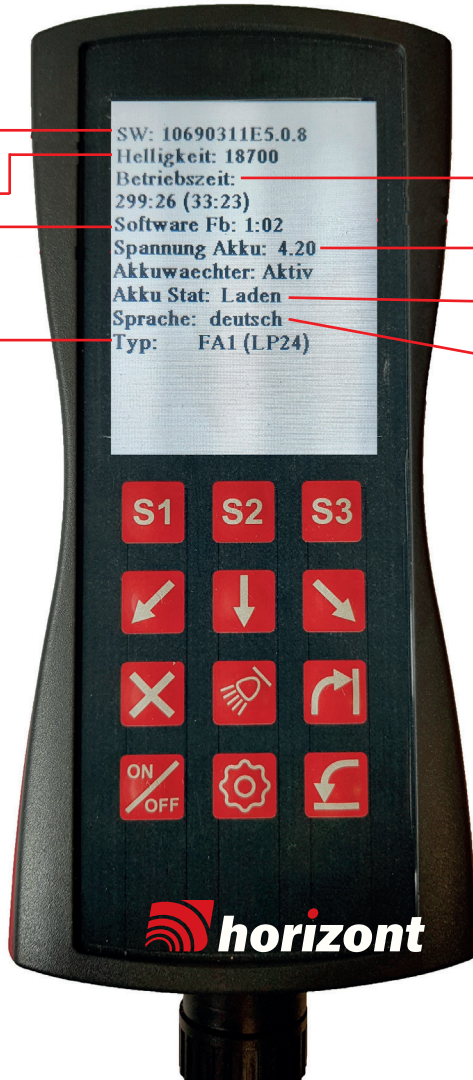 SW: 10690311E5.0.8
Helligkeit: 18700
Betriebszeit:
299:26 (33:23)
Software Fb: 1:02
Spannung Akku: 4.20
Akkuwaechter: Aktiv
Akku Stat: Laden
Sprache: deutsch
Typ: FA1 (LP24)
S1 S2 S3
ON
OFF
horizont